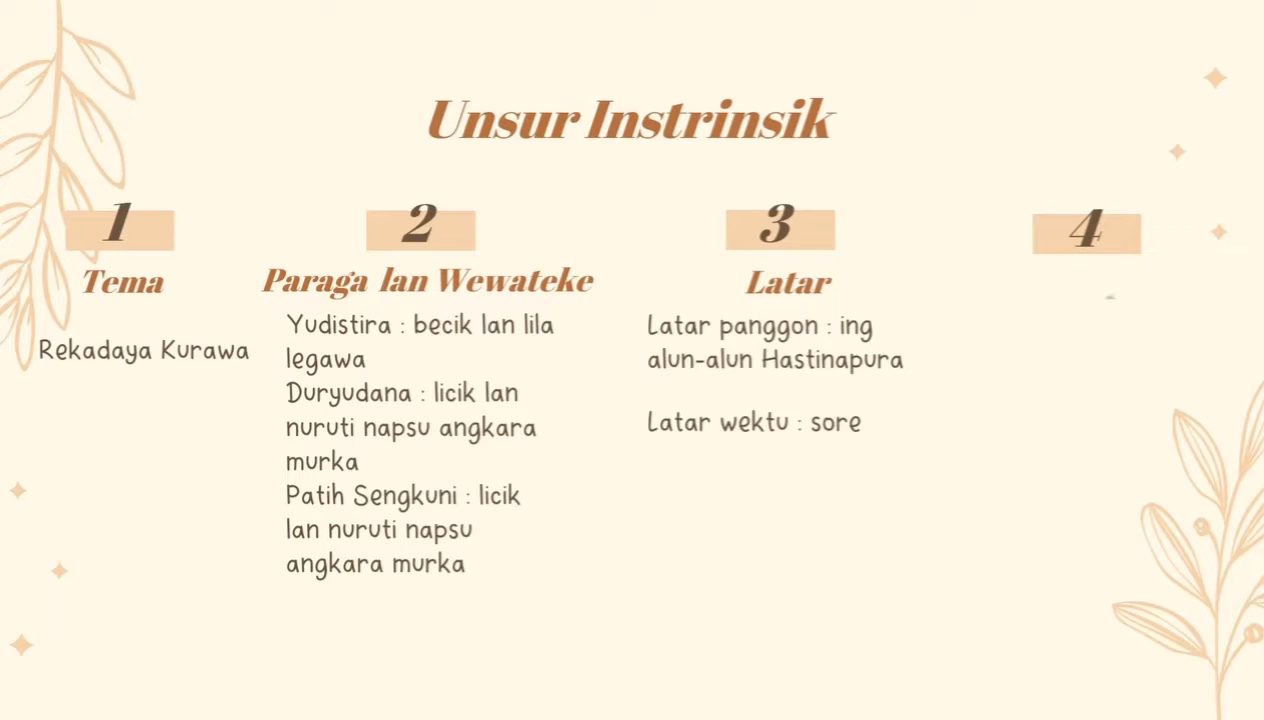 Unsur Instrinsik
1
Tema
Rekadaya Kurawa
2
Paraga lan Wewateke
Yudistira : becik lan lila
legawa
Duryudana : licik lan
nuruti napsu angkara
murka
Patih Sengkuni : licik
lan nuruti napsu
angkara murka
3
Latar
Latar panggon : ing
alun-alun Hastinapura
Latar wektu : sore
4